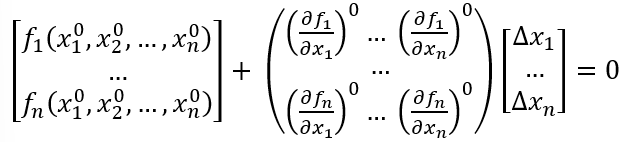 [f₁(x₁⁰, x₂⁰, …, xₙ⁰)] + ((∂f₁/∂x₁)⁰ … (∂f₁/∂xₙ)⁰) [Δx₁]
[…] (…) […] = 0
[fₙ(x₁⁰, x₂⁰, …, xₙ⁰)] ((∂fₙ/∂x₁)⁰ … (∂fₙ/∂xₙ)⁰) [Δxₙ]